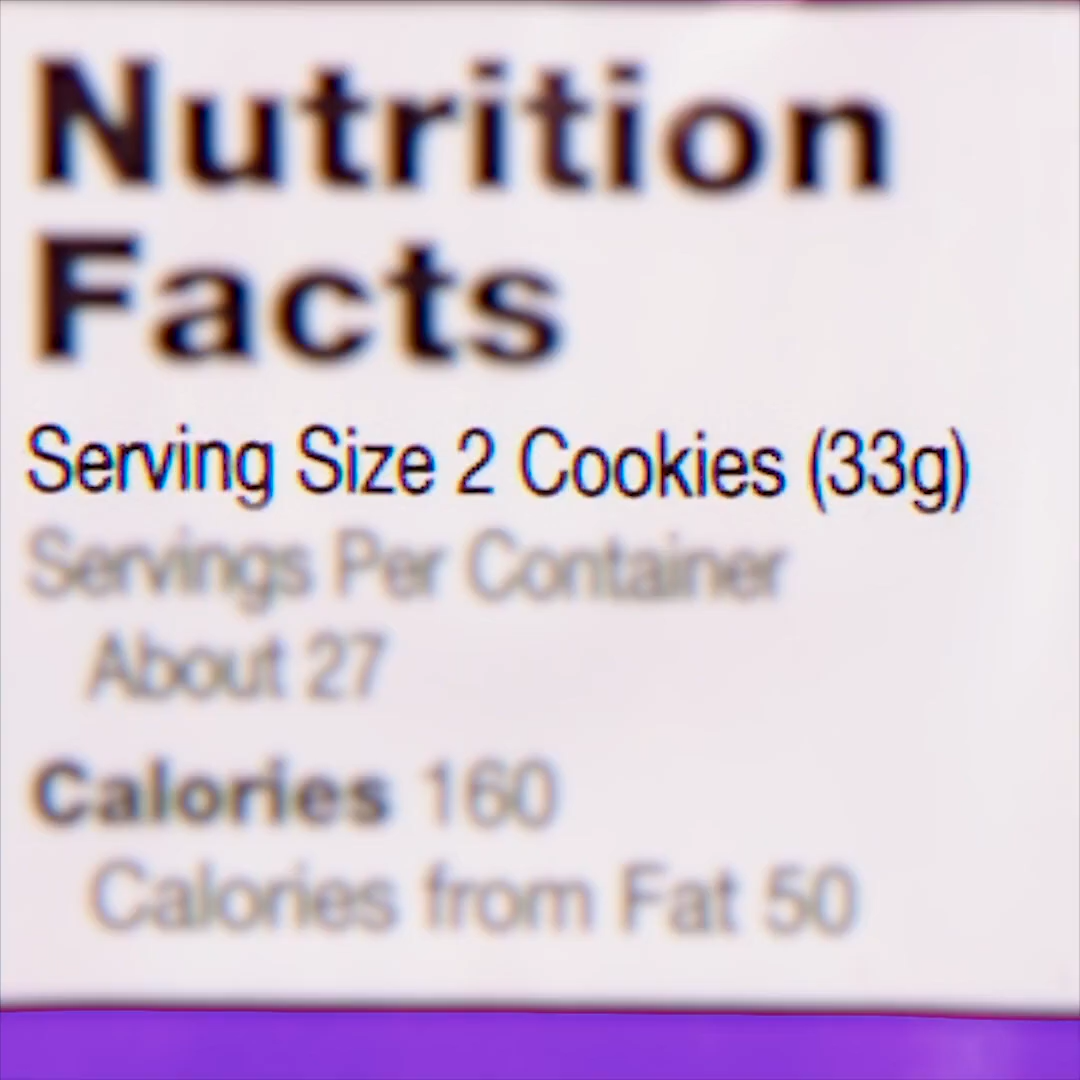 Nutrition
Facts
Serving Size 2 Cookies (33g)
Servings Per Container
About 27
Calories 160
Calories from Fat 50